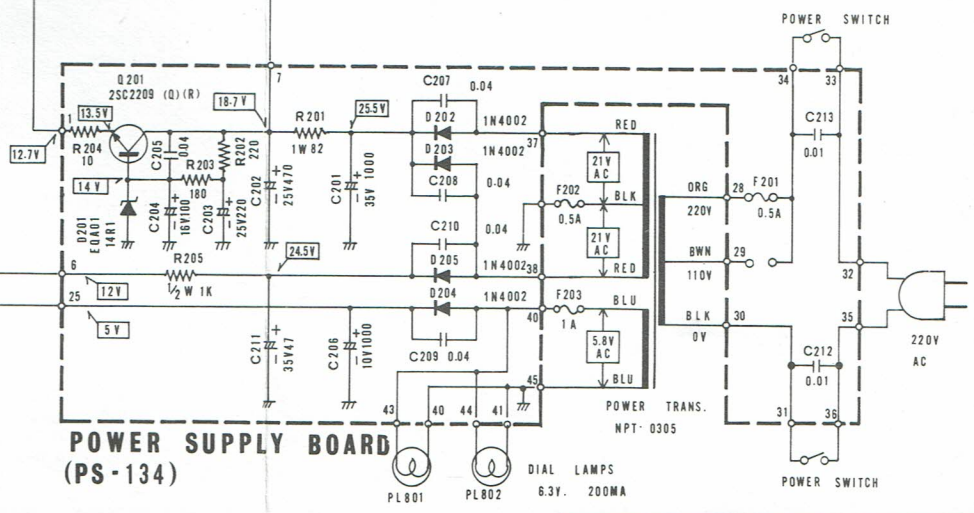 POWER SWITCH
7
34
33
Q201
2SC2209 (Q)(R)
18·7 V
13.5V
12.7V
1
R204
10
C205
0.04
R203
180
R202
220
14 V
D201
EQA01
14R1
C204
16V100
C203
25V220
C202
25V470
R201
1W 82
25.5V
C201
35V 1000
C207
0.04
D202
1N4002
D203
1N4002
C208
0.04
37
RED
21V
AC
F202
0.5A
BLK
21V
AC
RED
38
ORG
220V
28
F201
0.5A
C213
0.01
BWN
110V
29
BLK
0V
30
32
35
220V
AC
6
12V
R205
1/2 W 1K
24.5V
25
5 V
C210
0.04
D205
1N4002
D204
1N4002
C209 0.04
C211
35V47
C206
10V1000
40
F203
1 A
BLU
5.8V
AC
BLU
45
C212
0.01
31
36
POWER TRANS.
NPT- 0305
43
40
44
41
POWER SUPPLY BOARD
(PS-134)
PL801
PL802
DIAL LAMPS
6.3V. 200MA
POWER SWITCH